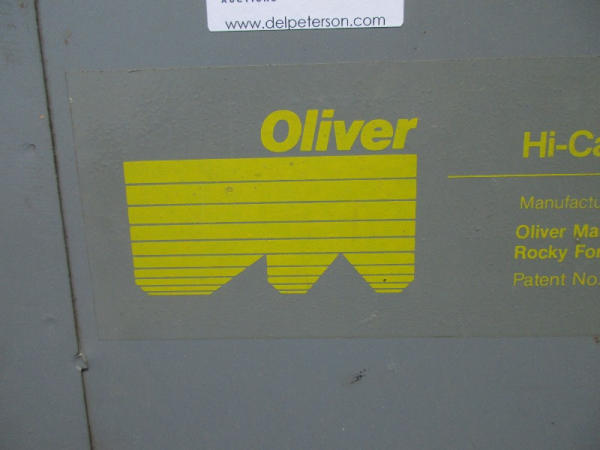 www.delpeterson.com
Oliver
Hi-Ca
Manufactu
Oliver Ma
Rocky For
Patent No.